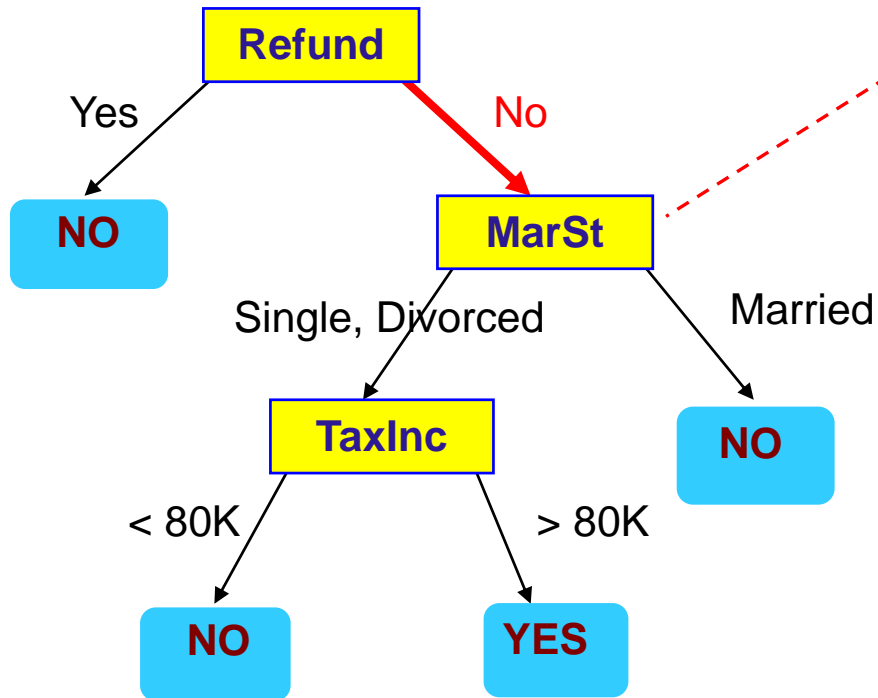 Refund
Yes
No
NO
MarSt
Single, Divorced
Married
TaxInc
NO
< 80K
> 80K
NO
YES